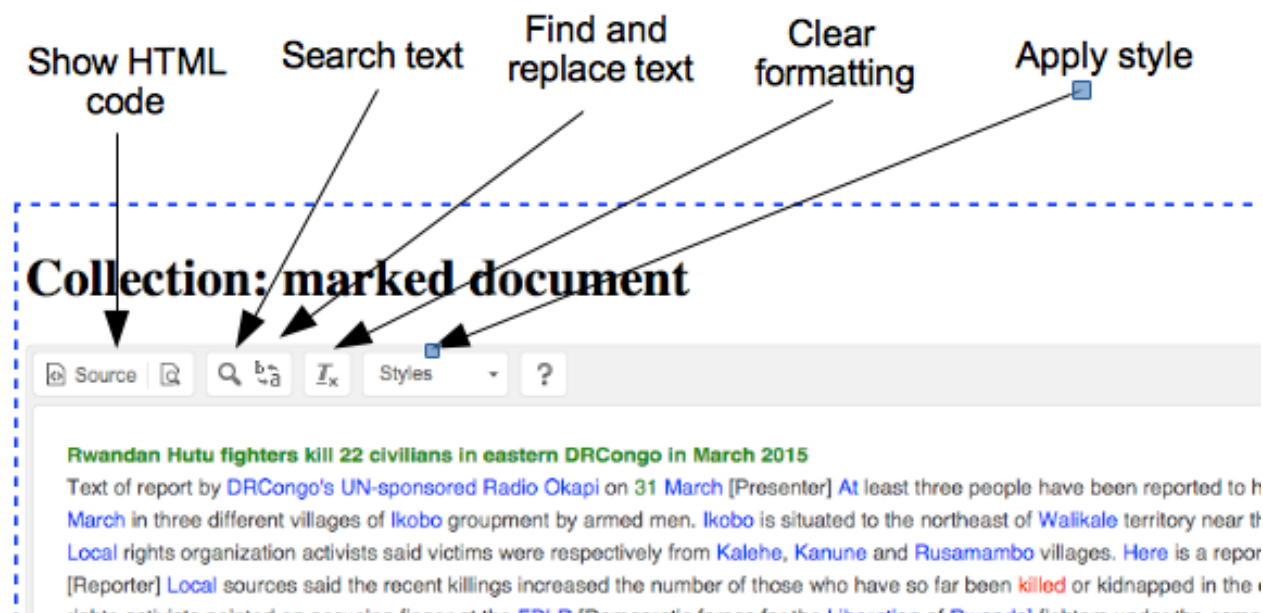 Show HTML
code
Search text
Find and
replace text
Clear
formatting
Apply style
Collection: marked document
Source
Styles
?
Rwandan Hutu fighters kill 22 civilians in eastern DRCongo in March 2015
Text of report by DRCongo's UN-sponsored Radio Okapi on 31 March [Presenter] At least three people have been reported to h
March in three different villages of Ikobo groupment by armed men. Ikobo is situated to the northeast of Walikale territory near th
Local rights organization activists said victims were respectively from Kalehe, Kanune and Rusamambo villages. Here is a repor
[Reporter] Local sources said the recent killings increased the number of those who have so far been killed or kidnapped in the